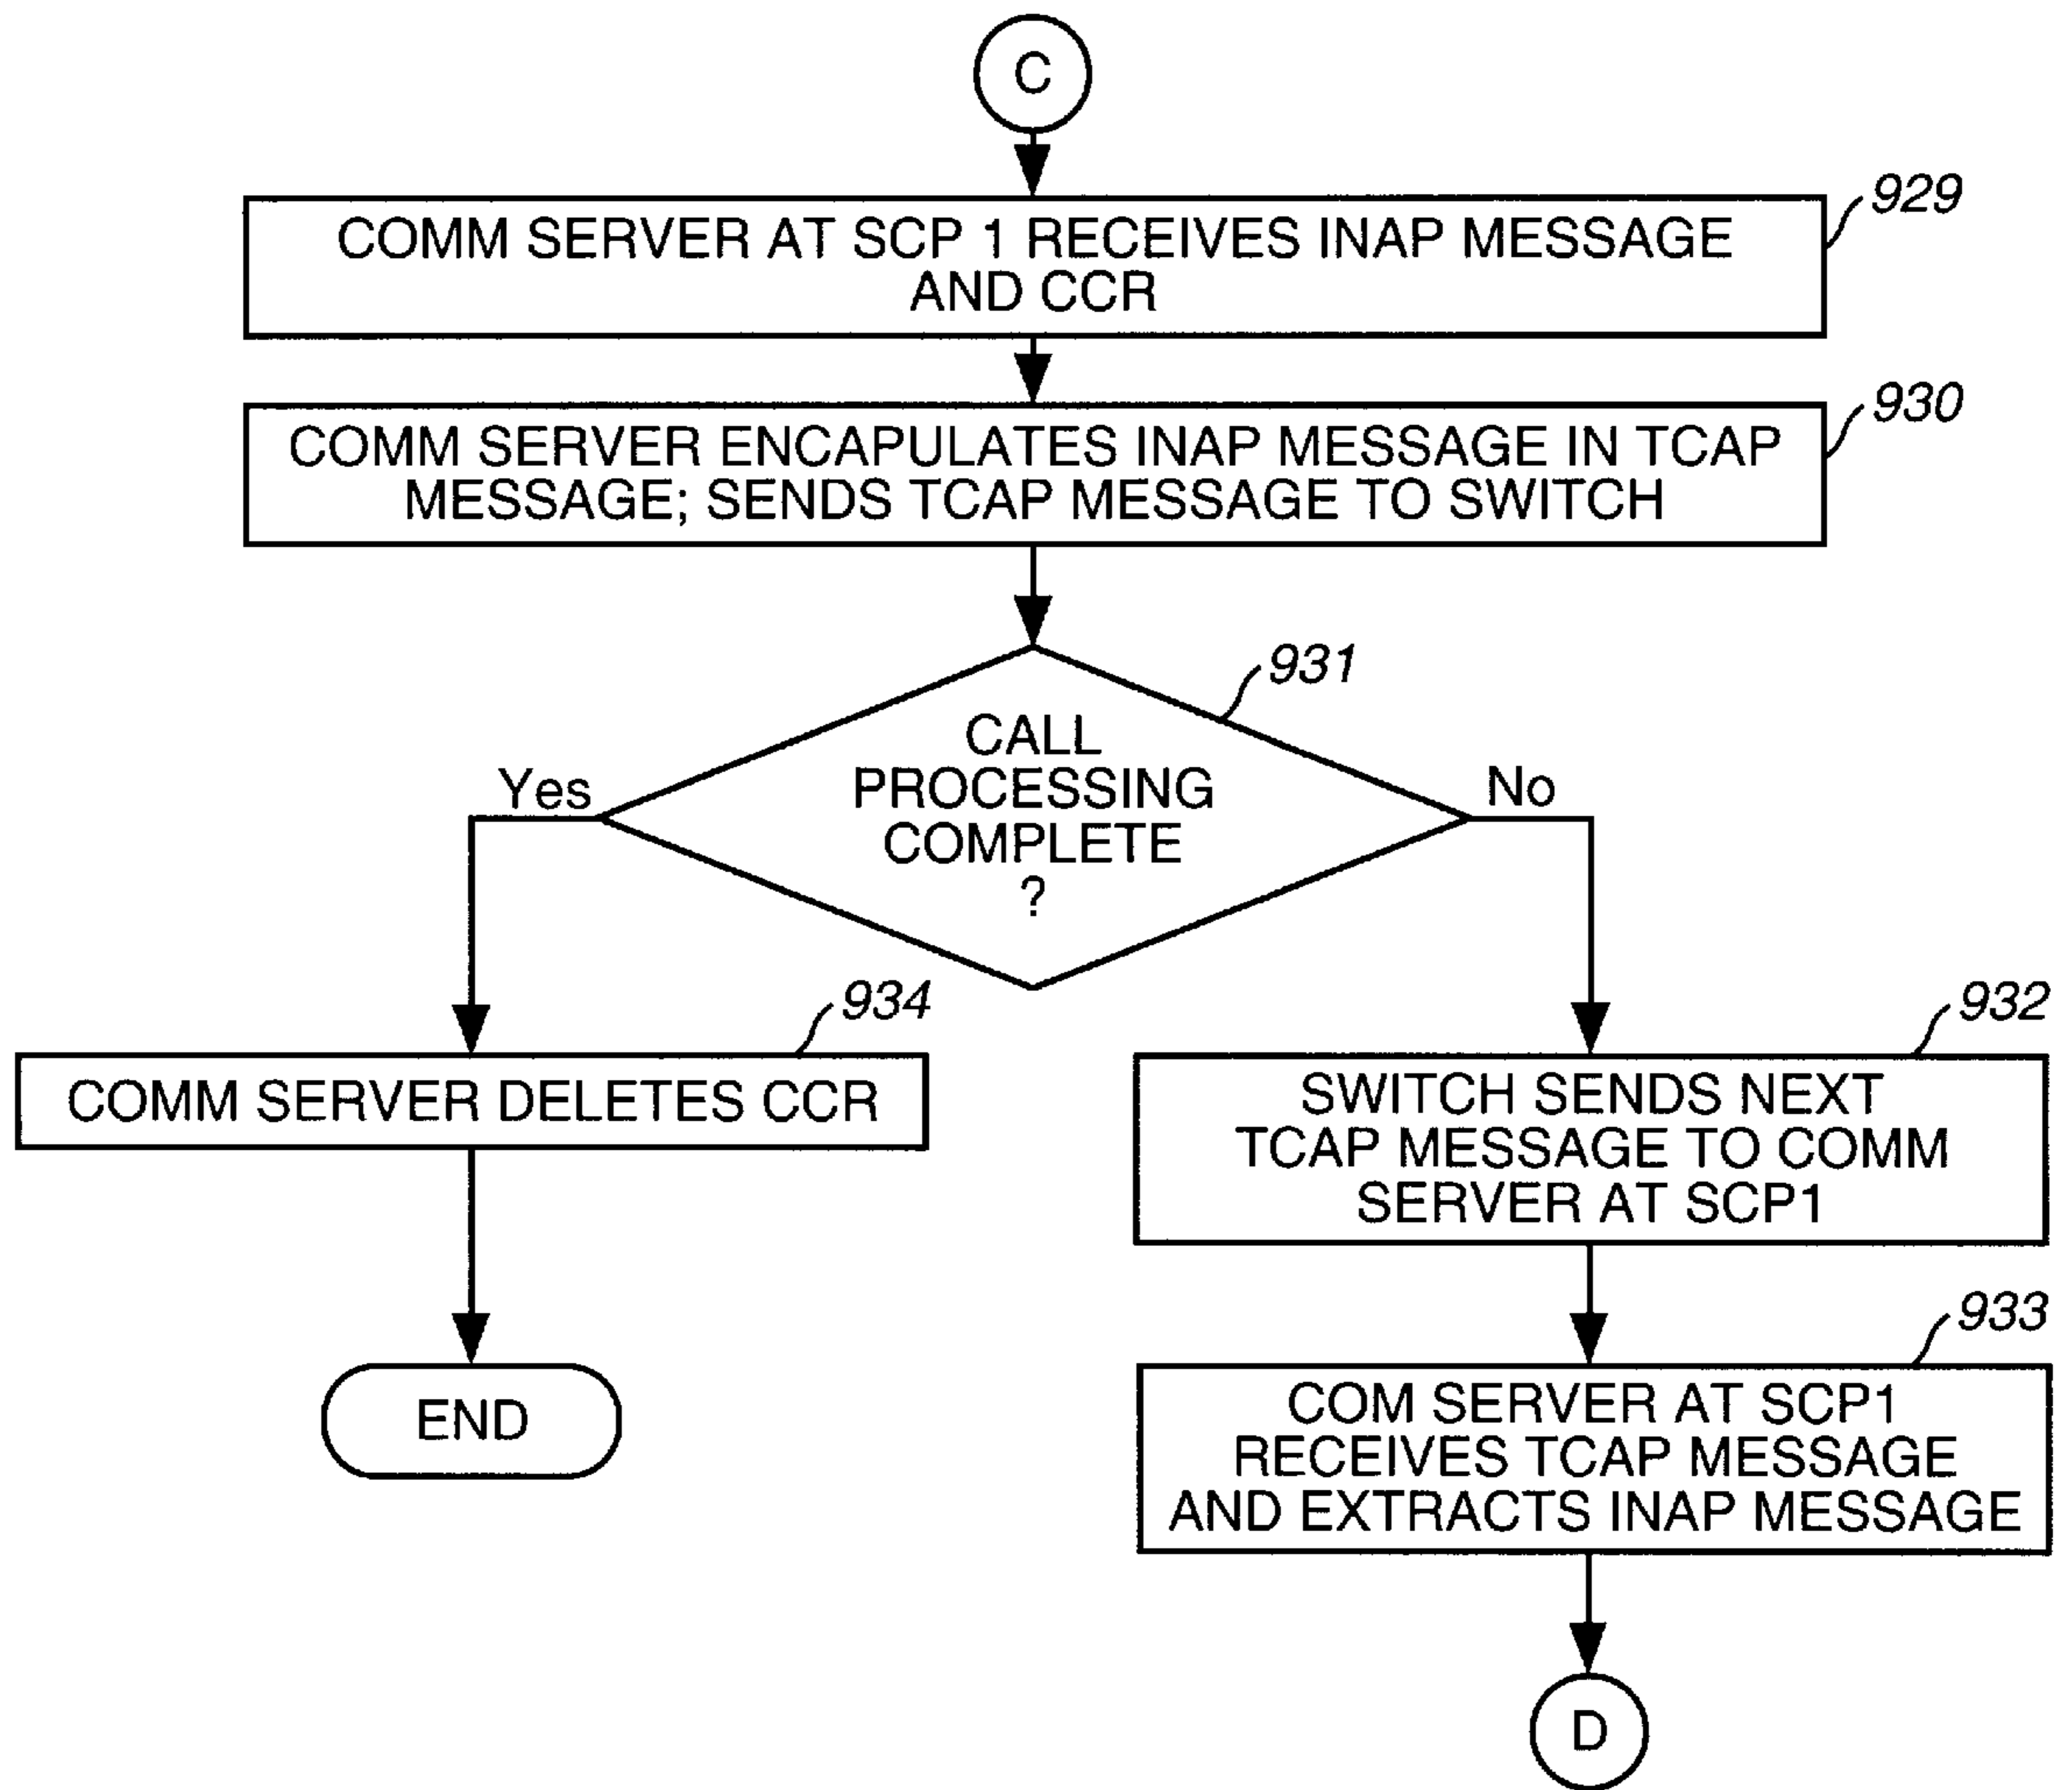 C
929
COMM SERVER AT SCP 1 RECEIVES INAP MESSAGE
AND CCR
930
COMM SERVER ENCAPULATES INAP MESSAGE IN TCAP
MESSAGE; SENDS TCAP MESSAGE TO SWITCH
931
CALL
PROCESSING
COMPLETE
?
Yes
No
934
COMM SERVER DELETES CCR
END
932
SWITCH SENDS NEXT
TCAP MESSAGE TO COMM
SERVER AT SCP1
933
COM SERVER AT SCP1
RECEIVES TCAP MESSAGE
AND EXTRACTS INAP MESSAGE
D